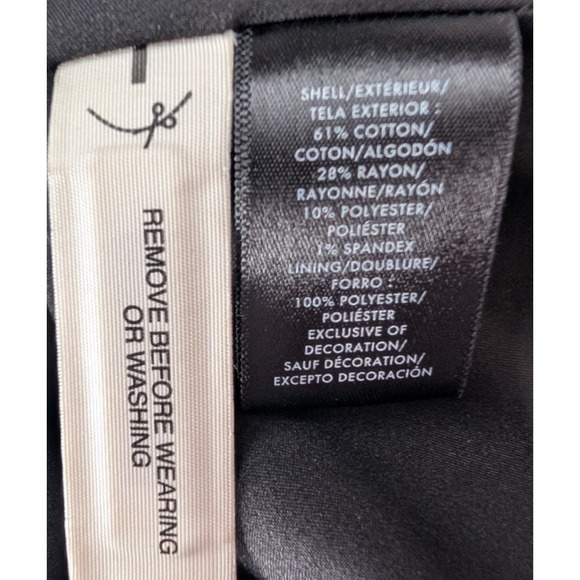 REMOVE BEFORE WEARING
OR WASHING
SHELL/EXTÉRIEUR/
TELA EXTERIOR :
61% COTTON/
COTON/ALGODÓN
28% RAYON/
RAYONNE/RAYÓN
10% POLYESTER/
POLIÉSTER
1% SPANDEX
LINING/DOUBLURE/
FORRO :
100% POLYESTER/
POLIÉSTER
EXCLUSIVE OF
DECORATION/
SAUF DÉCORATION/
EXCEPTO DECORACIÓN